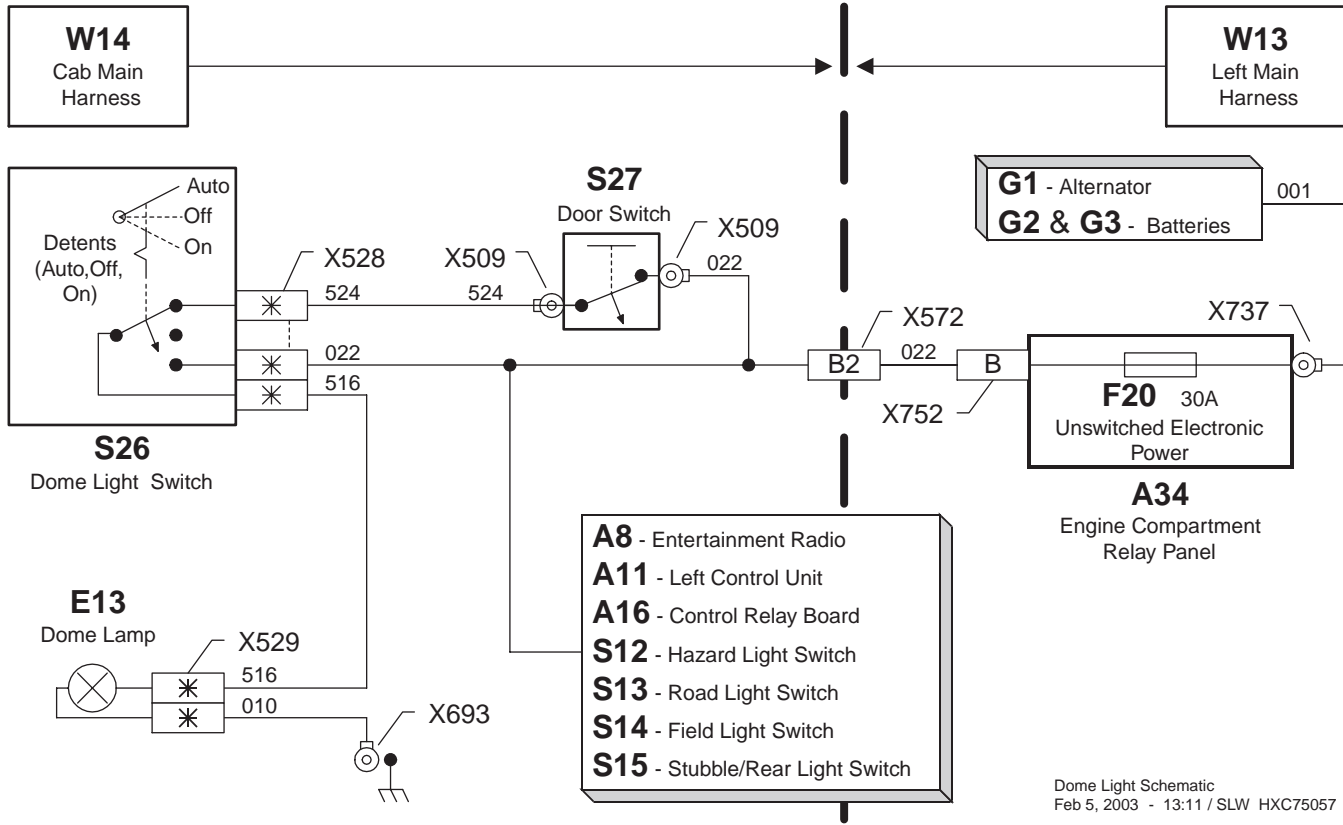 W14
Cab Main
Harness
W13
Left Main
Harness
G1 - Alternator
G2 & G3 - Batteries
001
Auto
Off
On
Detents
(Auto,Off,
On)
S27
Door Switch
X528
524
X509
524
X509
022
022
516
X572
B2
022
B
X752
X737
F20 30A
Unswitched Electronic
Power
A34
Engine Compartment
Relay Panel
S26
Dome Light Switch
A8 - Entertainment Radio
A11 - Left Control Unit
A16 - Control Relay Board
S12 - Hazard Light Switch
S13 - Road Light Switch
S14 - Field Light Switch
S15 - Stubble/Rear Light Switch
E13
Dome Lamp
X529
516
010
X693
Dome Light Schematic
Feb 5, 2003 - 13:11 / SLW HXC75057